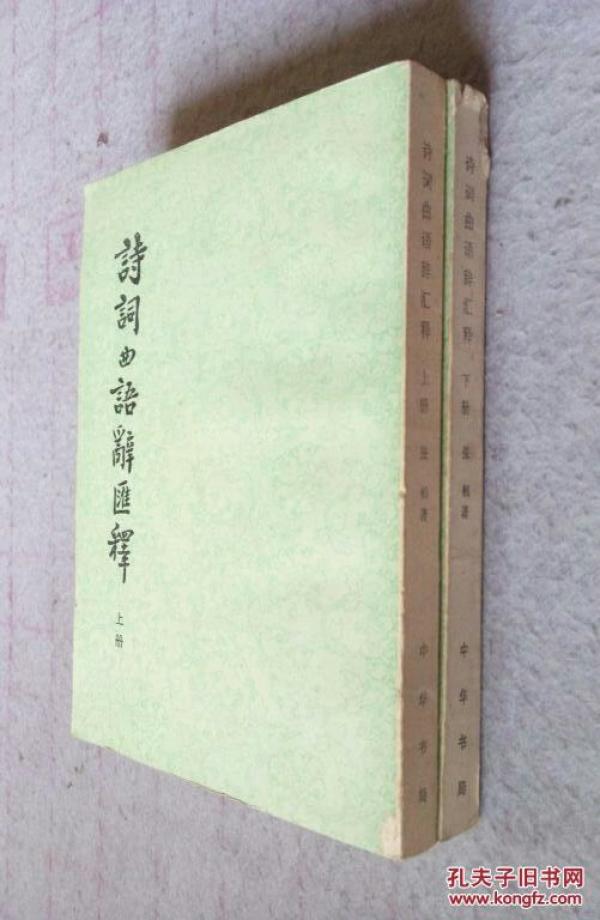 詩詞曲語辭匯釋
上册
诗词曲语辞汇释 上册 张相著 中华书局
诗词曲语辞汇释 下册 张相著 中华书局
孔夫子旧书网
www.kongfz.com